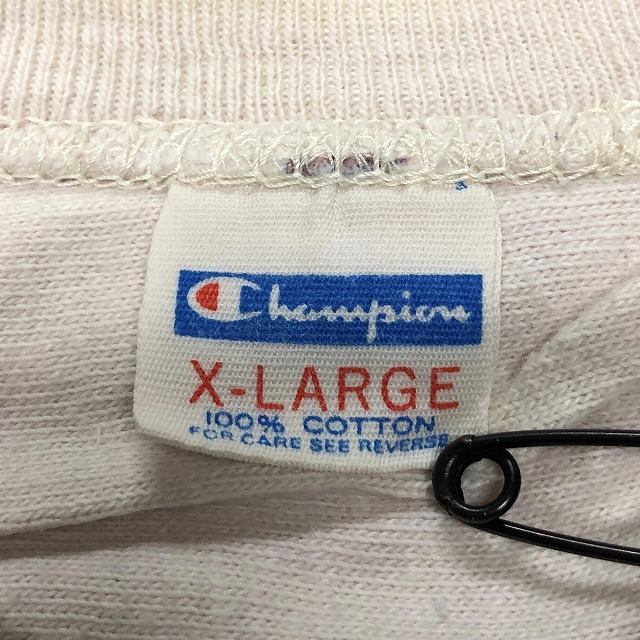 Champion
X-LARGE
100% COTTON
FOR CARE SEE REVERSE